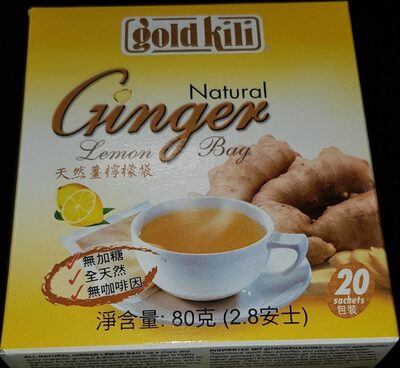 gold kili
Natural
Ginger
Lemon Bag
天然薑檸檬袋
無加糖
全天然
無咖啡因
20
sachets
包裝
淨含量: 80克 (2.8安士)